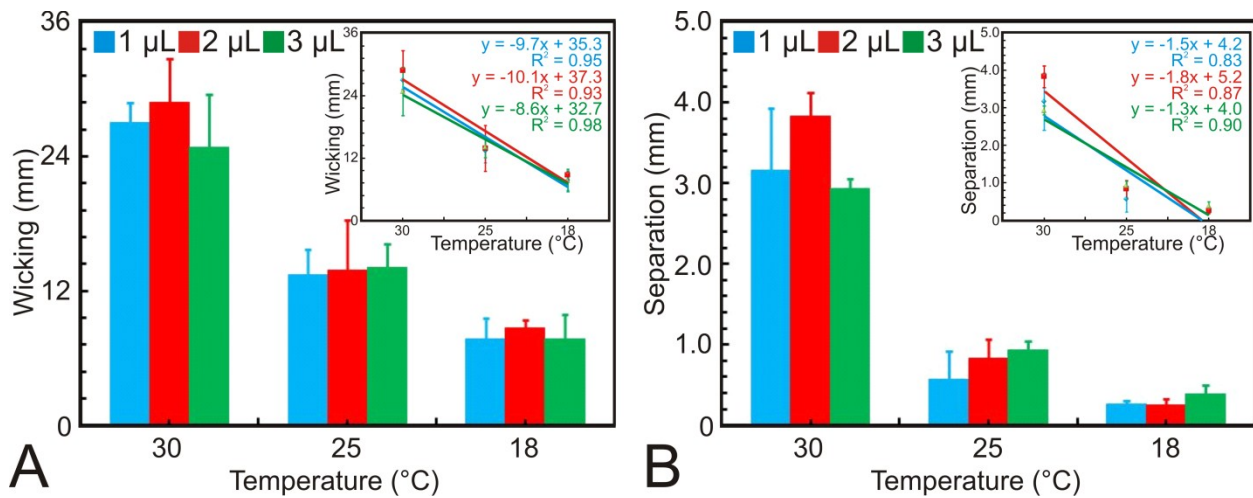 36
24
12
0
Wicking (mm)
1 µL 2 µL 3 µL
36
24
12
0
Wicking (mm)
y = -9.7x + 35.3
R² = 0.95
y = -10.1x + 37.3
R² = 0.93
y = -8.6x + 32.7
R² = 0.98
30 25 18
Temperature (°C)
30 25 18
Temperature (°C)
A
5.0
4.0
3.0
2.0
1.0
0
Separation (mm)
1 µL 2 µL 3 µL
5.0
4.0
3.0
2.0
1.0
0
Separation (mm)
y = -1.5x + 4.2
R² = 0.83
y = -1.8x + 5.2
R² = 0.87
y = -1.3x + 4.0
R² = 0.90
30 25 18
Temperature (°C)
30 25 18
Temperature (°C)
B